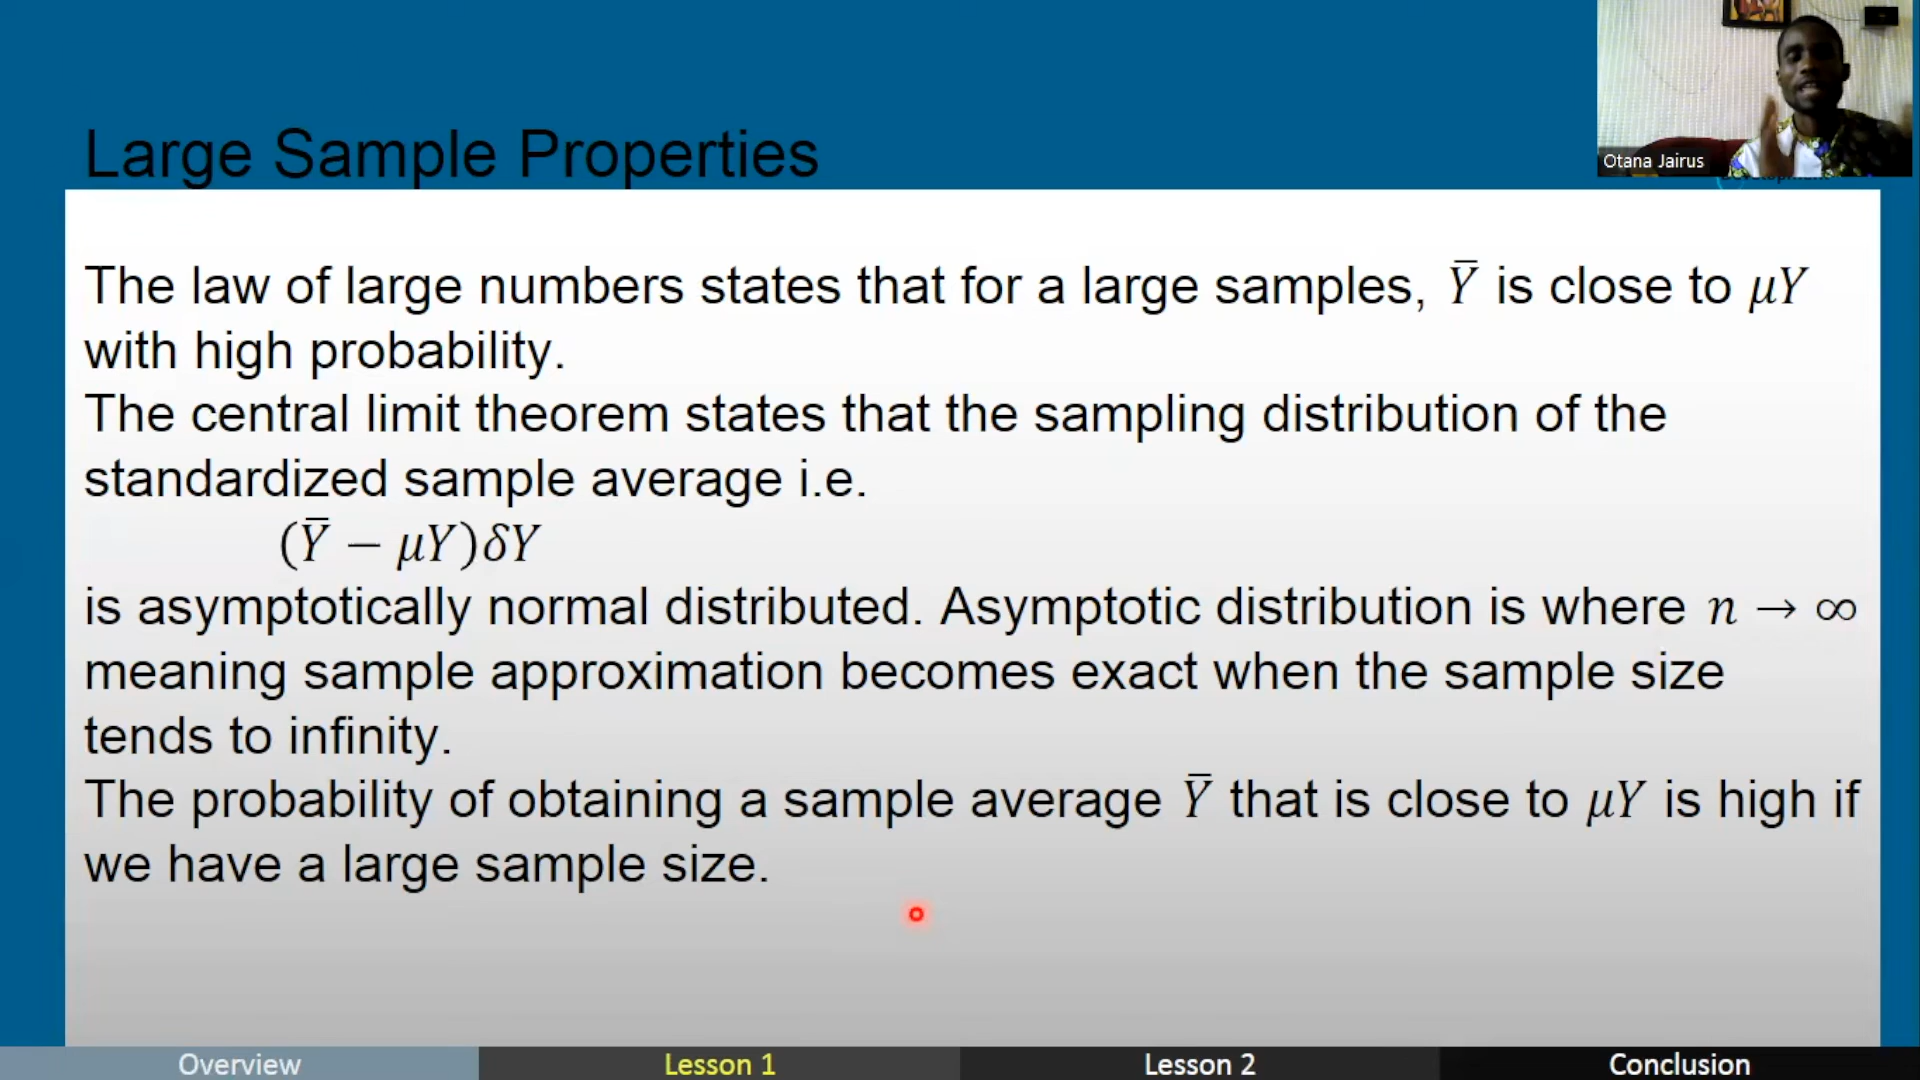 Otana Jairus
Large Sample Properties
The law of large numbers states that for a large samples, Ȳ is close to μY
with high probability.
The central limit theorem states that the sampling distribution of the
standardized sample average i.e.
(Ȳ − μY)δY
is asymptotically normal distributed. Asymptotic distribution is where n → ∞
meaning sample approximation becomes exact when the sample size
tends to infinity.
The probability of obtaining a sample average Ȳ that is close to μY is high if
we have a large sample size.
Overview
Lesson 1
Lesson 2
Conclusion